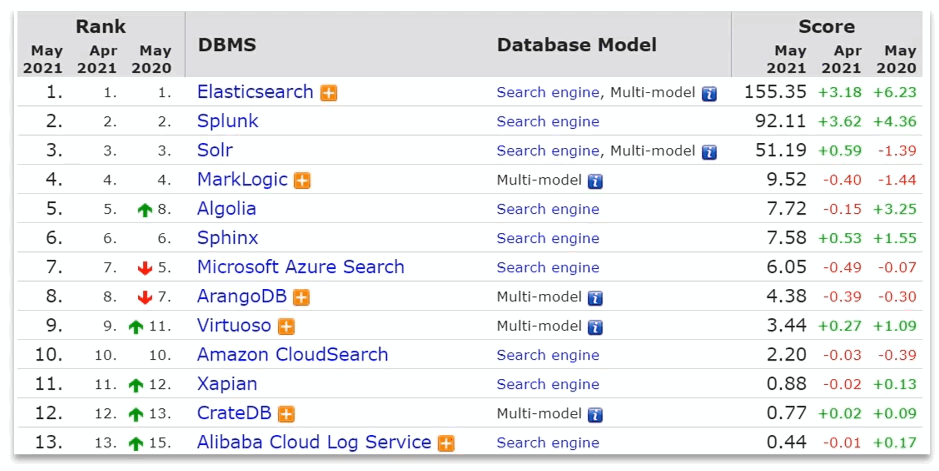 Rank DBMS Database Model Score
May Apr May May Apr May
2021 2021 2020 2021 2021 2020
1. 1. 1. Elasticsearch Search engine, Multi-model 155.35 +3.18 +6.23
2. 2. 2. Splunk Search engine 92.11 +3.62 +4.36
3. 3. 3. Solr Search engine, Multi-model 51.19 +0.59 -1.39
4. 4. 4. MarkLogic Multi-model 9.52 -0.40 -1.44
5. 5. 8. Algolia Search engine 7.72 -0.15 +3.25
6. 6. 6. Sphinx Search engine 7.58 +0.53 +1.55
7. 7. 5. Microsoft Azure Search Search engine 6.05 -0.49 -0.07
8. 8. 7. ArangoDB Multi-model 4.38 -0.39 -0.30
9. 9. 11. Virtuoso Multi-model 3.44 +0.27 +1.09
10. 10. 10. Amazon CloudSearch Search engine 2.20 -0.03 -0.39
11. 11. 12. Xapian Search engine 0.88 -0.02 +0.13
12. 12. 13. CrateDB Multi-model 0.77 +0.02 +0.09
13. 13. 15. Alibaba Cloud Log Service Search engine 0.44 -0.01 +0.17